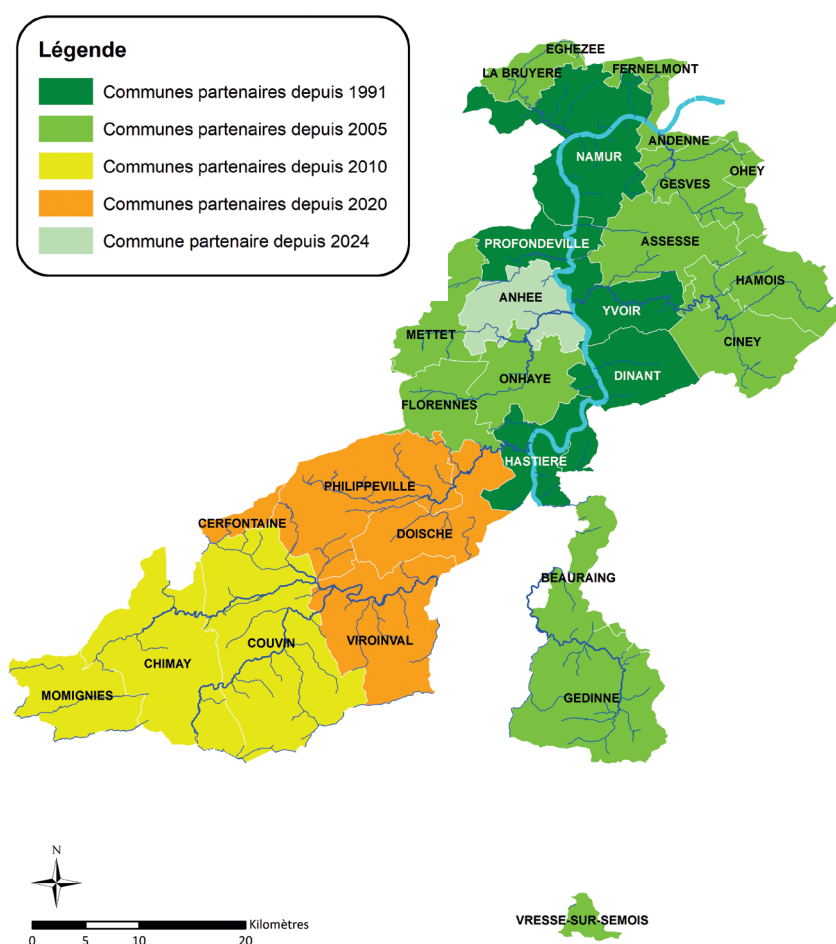 Légende
Communes partenaires depuis 1991
Communes partenaires depuis 2005
Communes partenaires depuis 2010
Communes partenaires depuis 2020
Commune partenaire depuis 2024
EGHEZEE
LA BRUYERE
FERNELMONT
ANDENNE
NAMUR
OHEY
GESVES
PROFONDEVILLE
ASSESSE
HAMOIS
ANHEE
YVOIR
METTET
CINEY
ONHAYE
DINANT
FLORENNES
HASTIERE
PHILIPPEVILLE
CERFONTAINE
DOISCHE
BEAURAING
VIROINVAL
COUVIN
CHIMAY
MOMIGNIES
GEDINNE
N
Kilomètres
0 5 10 20
VRESSE-SUR-SEMOIS